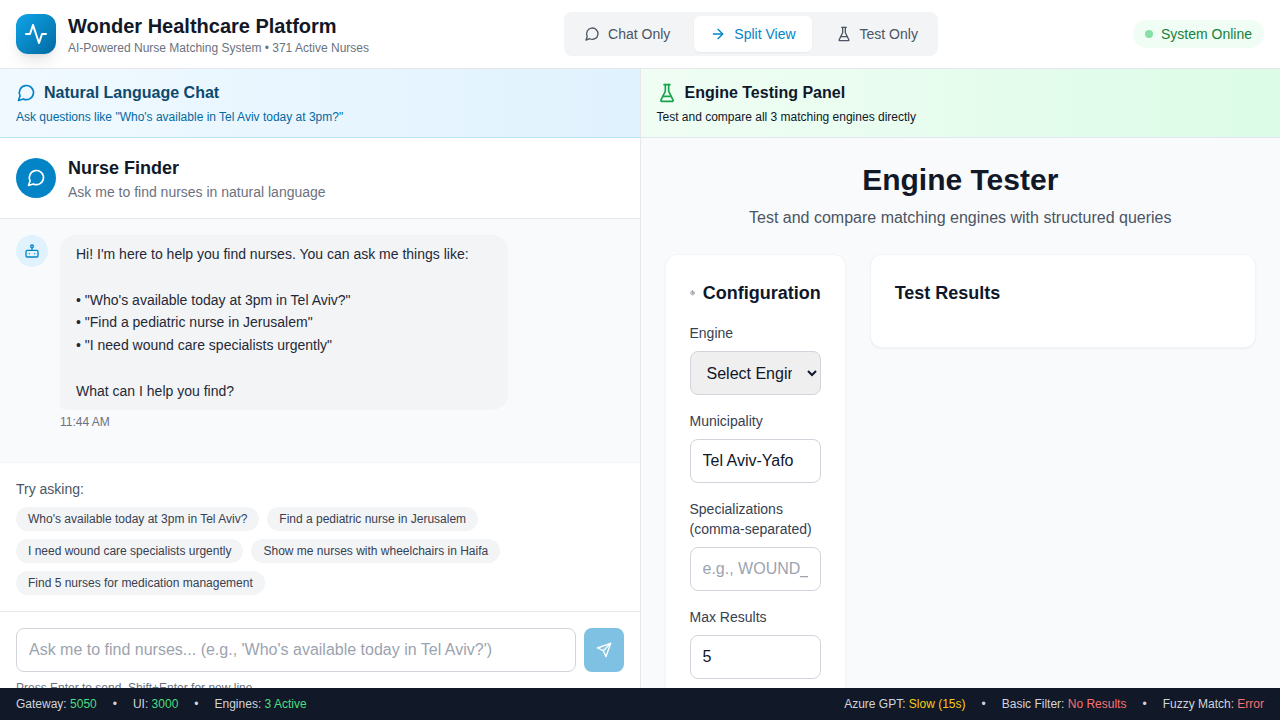 Wonder Healthcare Platform
AI-Powered Nurse Matching System • 371 Active Nurses
Chat Only
Split View
Test Only
System Online
Natural Language Chat
Ask questions like "Who's available in Tel Aviv today at 3pm?"
Nurse Finder
Ask me to find nurses in natural language
Hi! I'm here to help you find nurses. You can ask me things like:
• "Who's available today at 3pm in Tel Aviv?"
• "Find a pediatric nurse in Jerusalem"
• "I need wound care specialists urgently"
What can I help you find?
11:44 AM
Try asking:
Who's available today at 3pm in Tel Aviv?
Find a pediatric nurse in Jerusalem
I need wound care specialists urgently
Show me nurses with wheelchairs in Haifa
Find 5 nurses for medication management
Ask me to find nurses... (e.g., 'Who's available today in Tel Aviv?')
Press Enter to send, Shift+Enter for new line
Engine Testing Panel
Test and compare all 3 matching engines directly
Engine Tester
Test and compare matching engines with structured queries
Configuration
Engine
Select Engin
Municipality
Tel Aviv-Yafo
Specializations
(comma-separated)
e.g., WOUND_
Max Results
5
Test Results
Gateway: 5050 • UI: 3000 • Engines: 3 Active
Azure GPT: Slow (15s) • Basic Filter: No Results • Fuzzy Match: Error